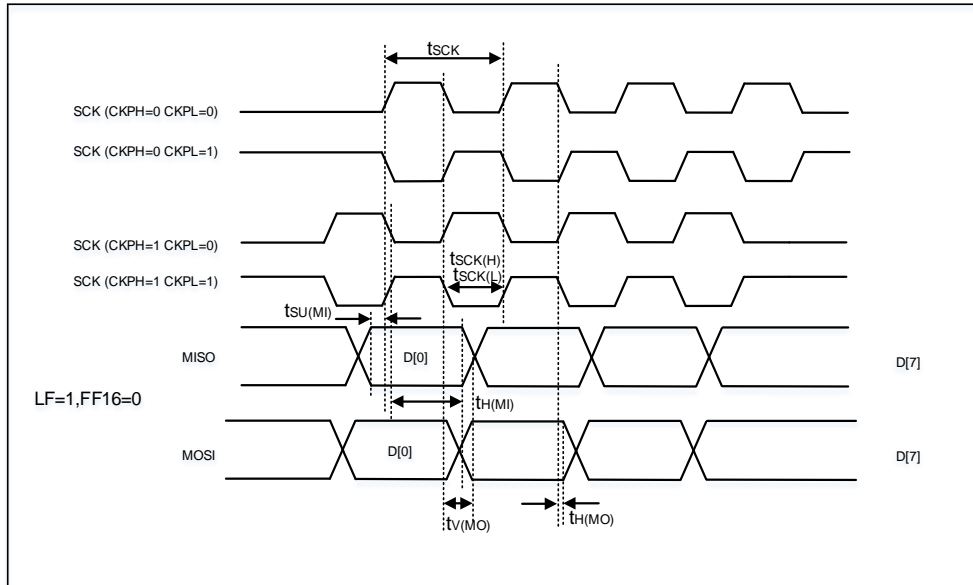 tSCK
SCK (CKPH=0 CKPL=0)
SCK (CKPH=0 CKPL=1)
SCK (CKPH=1 CKPL=0)
tSCK(H)
tSCK(L)
SCK (CKPH=1 CKPL=1)
tSU(MI)
MISO
D[0]
D[7]
LF=1,FF16=0
tH(MI)
MOSI
D[0]
D[7]
tV(MO)
tH(MO)